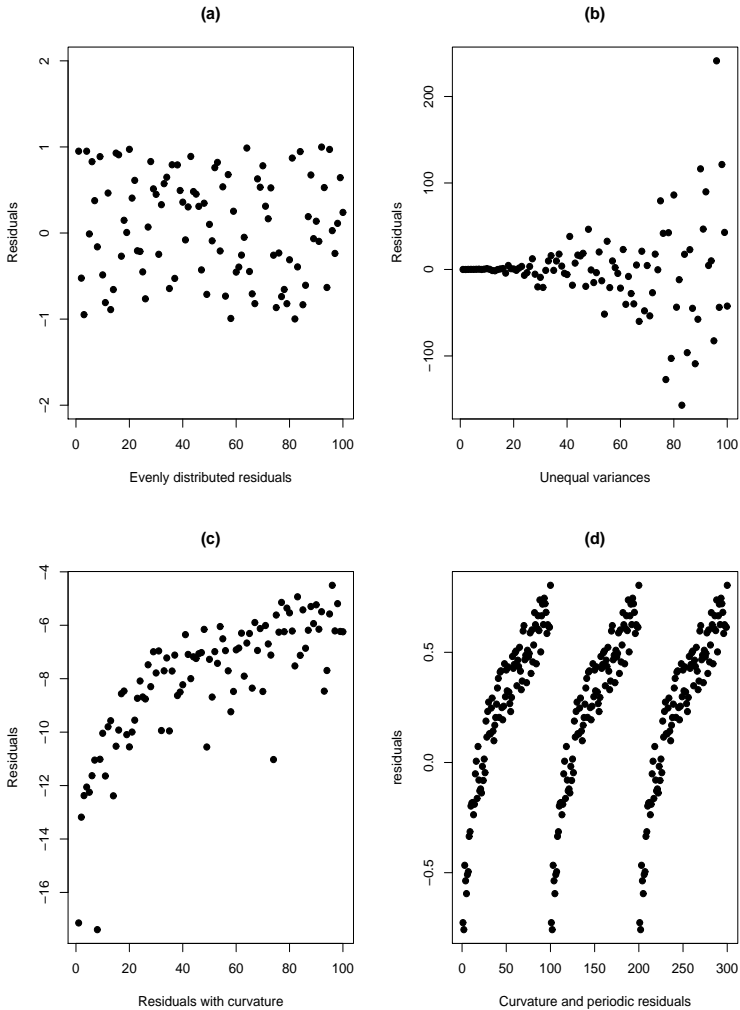 (a)
Residuals
2
1
0
−1
−2
0 20 40 60 80 100
Evenly distributed residuals
(b)
Residuals
200
100
0
−100
0 20 40 60 80 100
Unequal variances
(c)
Residuals
−4
−6
−8
−10
−12
−14
−16
0 20 40 60 80 100
Residuals with curvature
(d)
residuals
0.5
0.0
−0.5
0 50 100 150 200 250 300
Curvature and periodic residuals